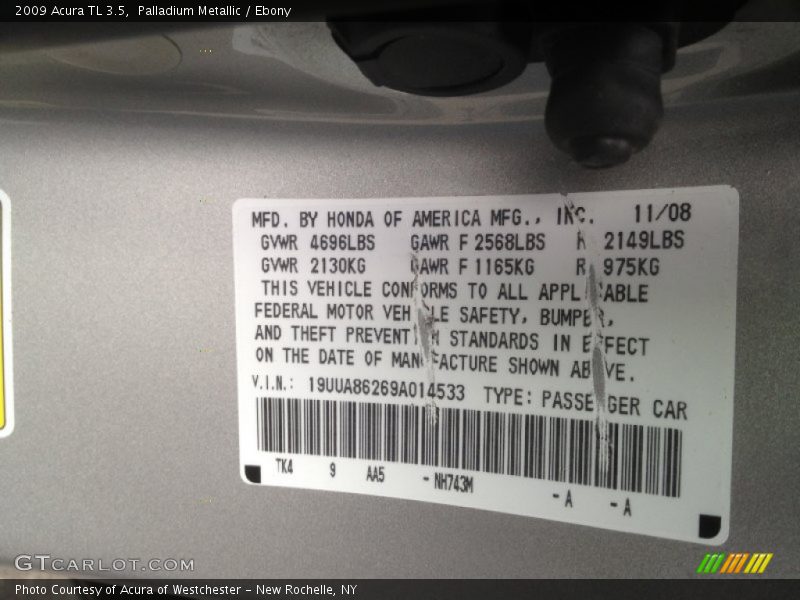 2009 Acura TL 3.5,  Palladium Metallic / Ebony
MFD. BY HONDA OF AMERICA MFG., INC. 11/08
GVWR 4696LBS GAWR F 2568LBS R 2149LBS
GVWR 2130KG GAWR F 1165KG R 975KG
THIS VEHICLE CONFORMS TO ALL APPLICABLE
FEDERAL MOTOR VEHICLE SAFETY, BUMPER,
AND THEFT PREVENTION STANDARDS IN EFFECT
ON THE DATE OF MANUFACTURE SHOWN ABOVE.
V.I.N.: 19UUA86269A014533 TYPE: PASSENGER CAR
TK4 9 AA5 - NH743M - A - A
GTCARLOT.COM
Photo Courtesy of Acura of Westchester - New Rochelle, NY